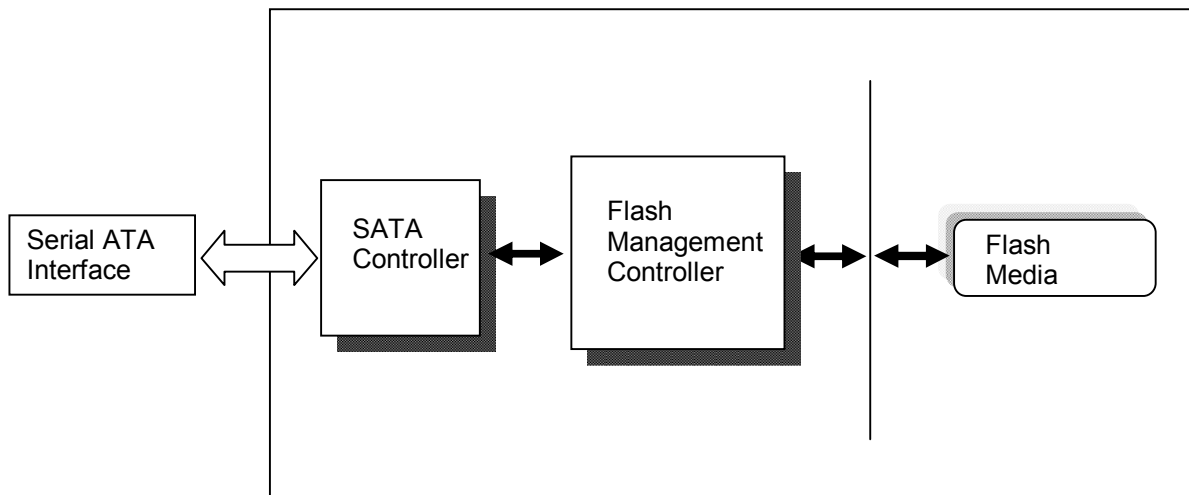 Serial ATA
Interface
SATA
Controller
Flash
Management
Controller
Flash
Media